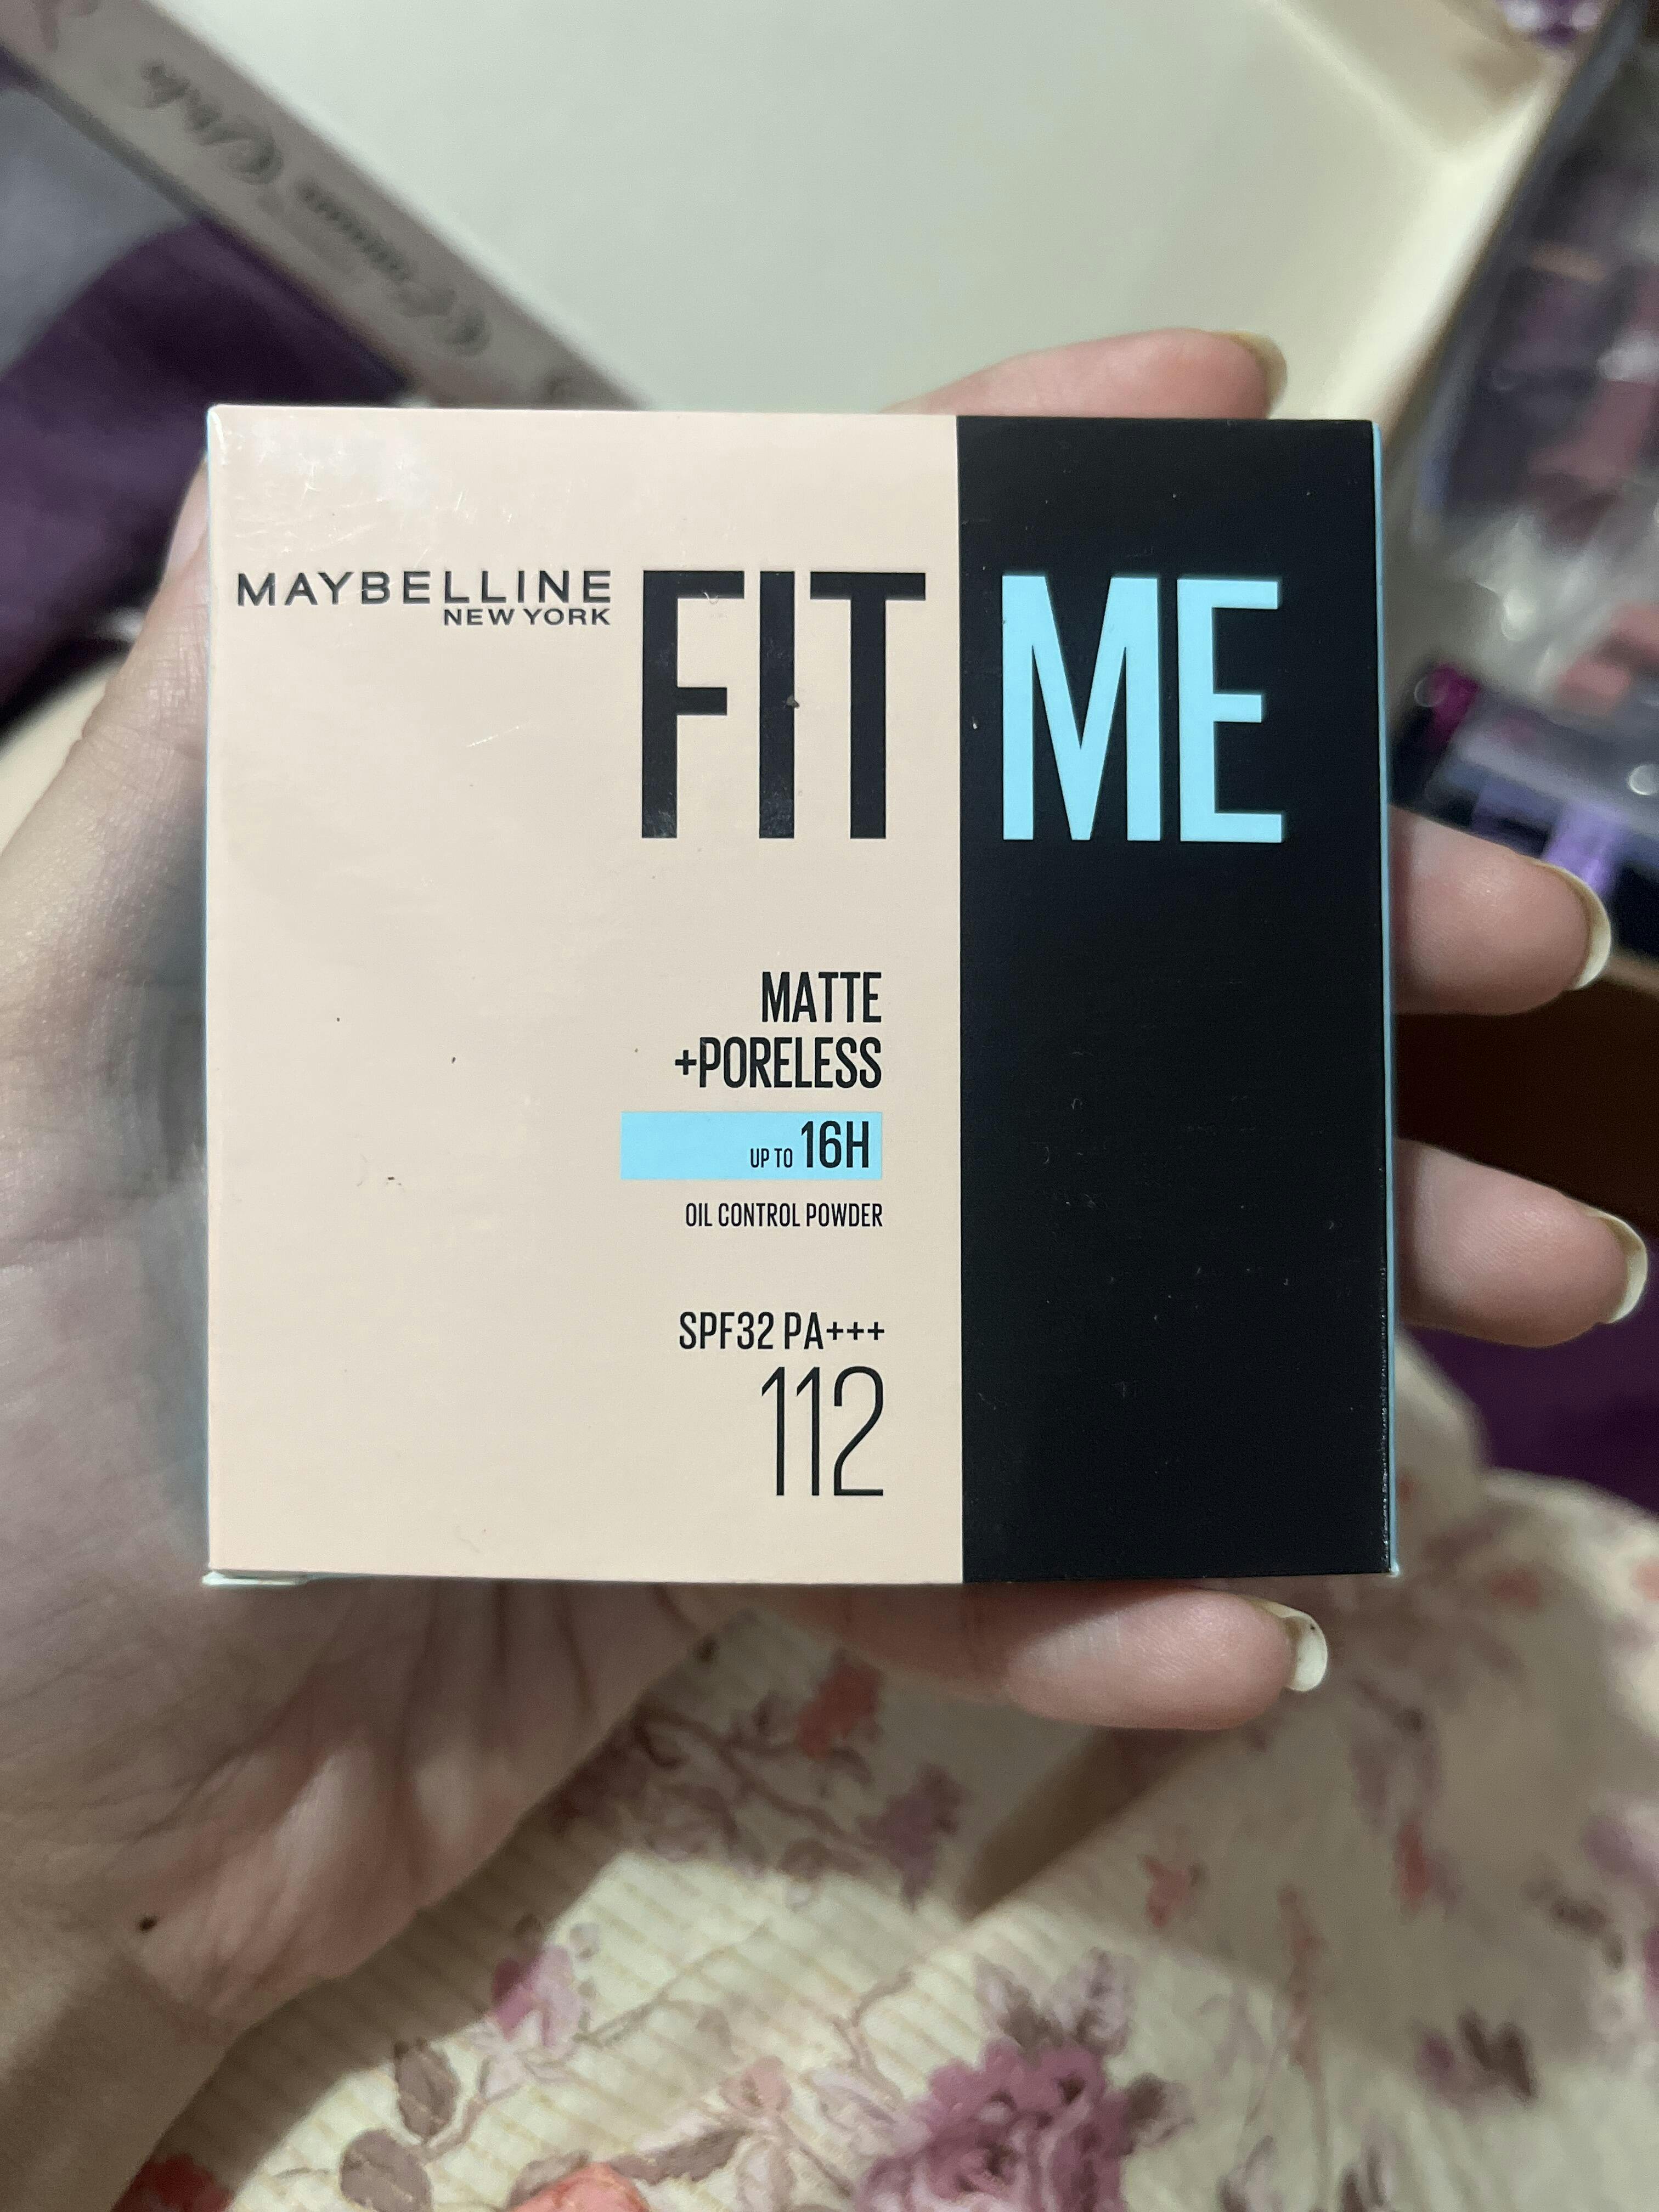 MAYBELLINE
NEW YORK
FIT ME
MATTE
+PORELESS
UP TO 16H
OIL CONTROL POWDER
SPF32 PA+++
112